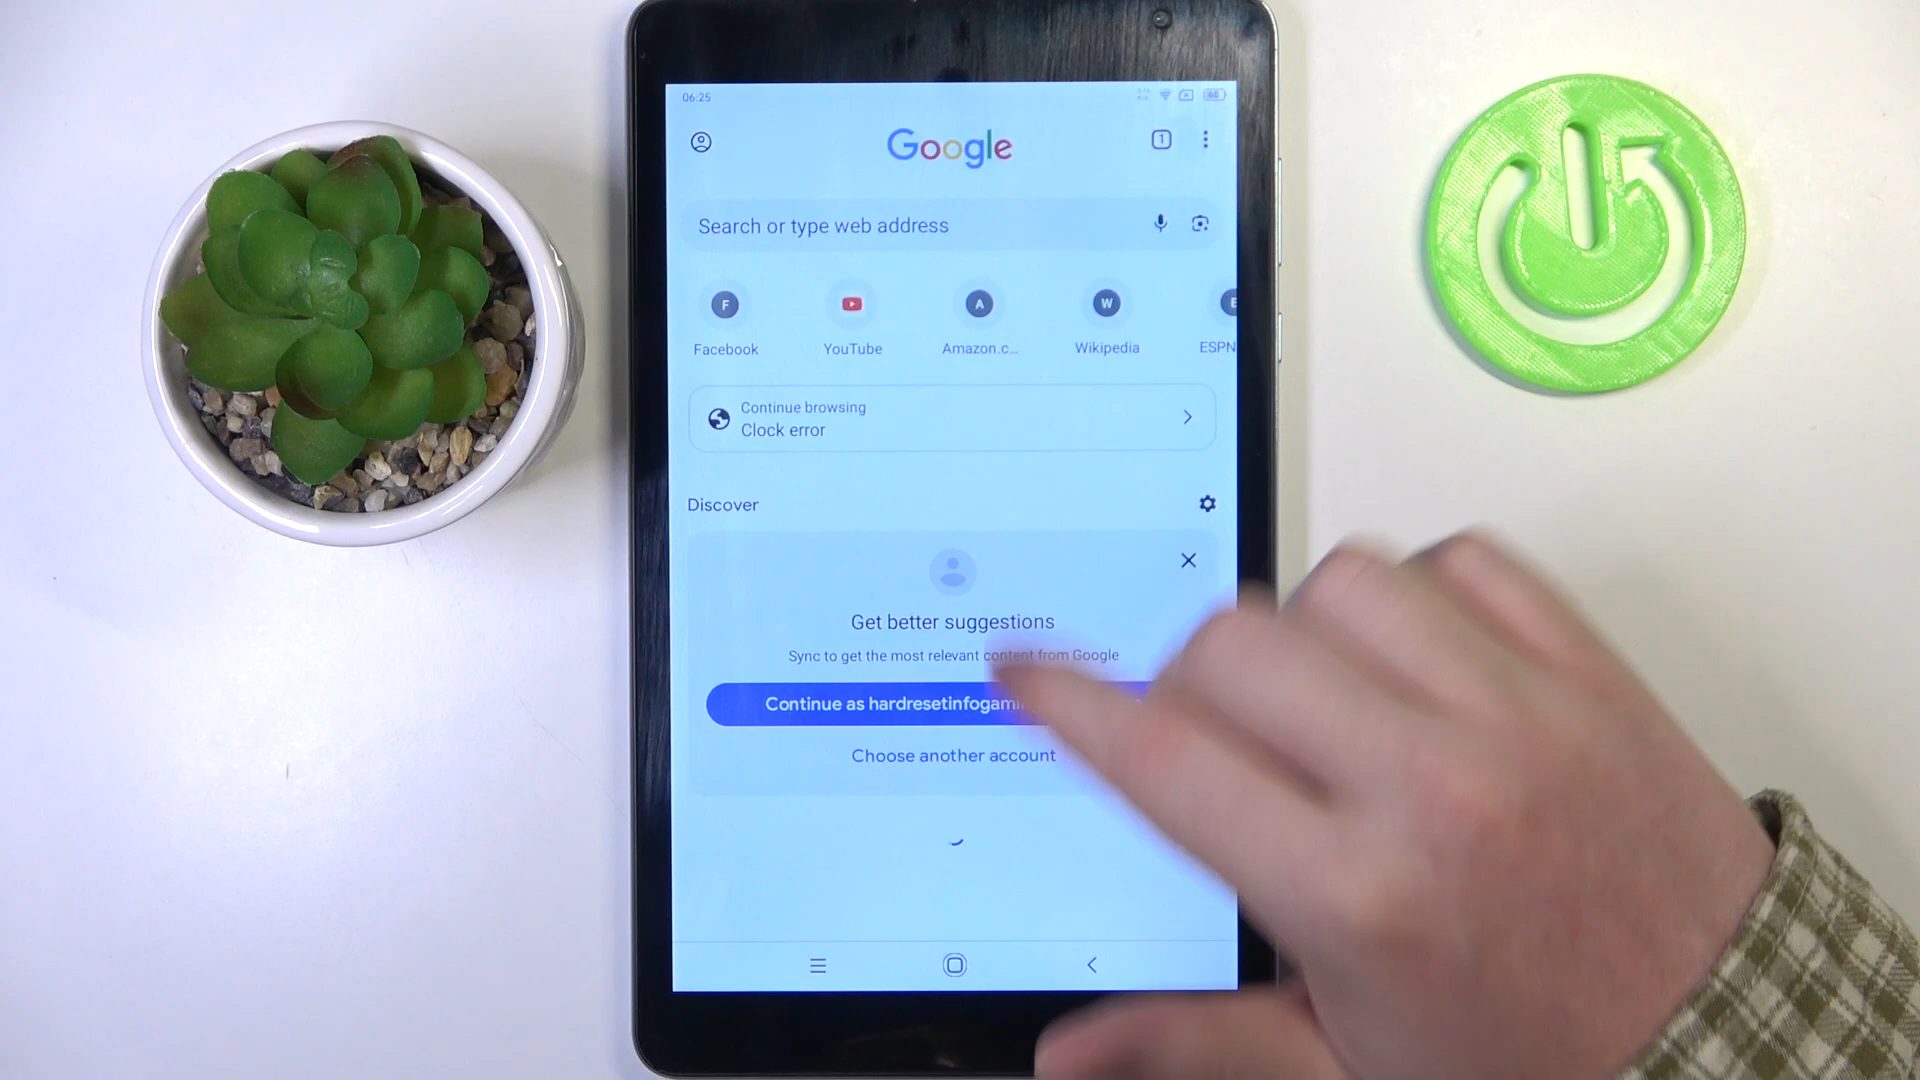 06:25
Google
1
Search or type web address
F
A
W
E
Facebook
YouTube
Amazon.c...
Wikipedia
ESPN
Continue browsing
Clock error
Discover
Get better suggestions
Sync to get the most relevant content from Google
Continue as hardresetinfogami
Choose another account